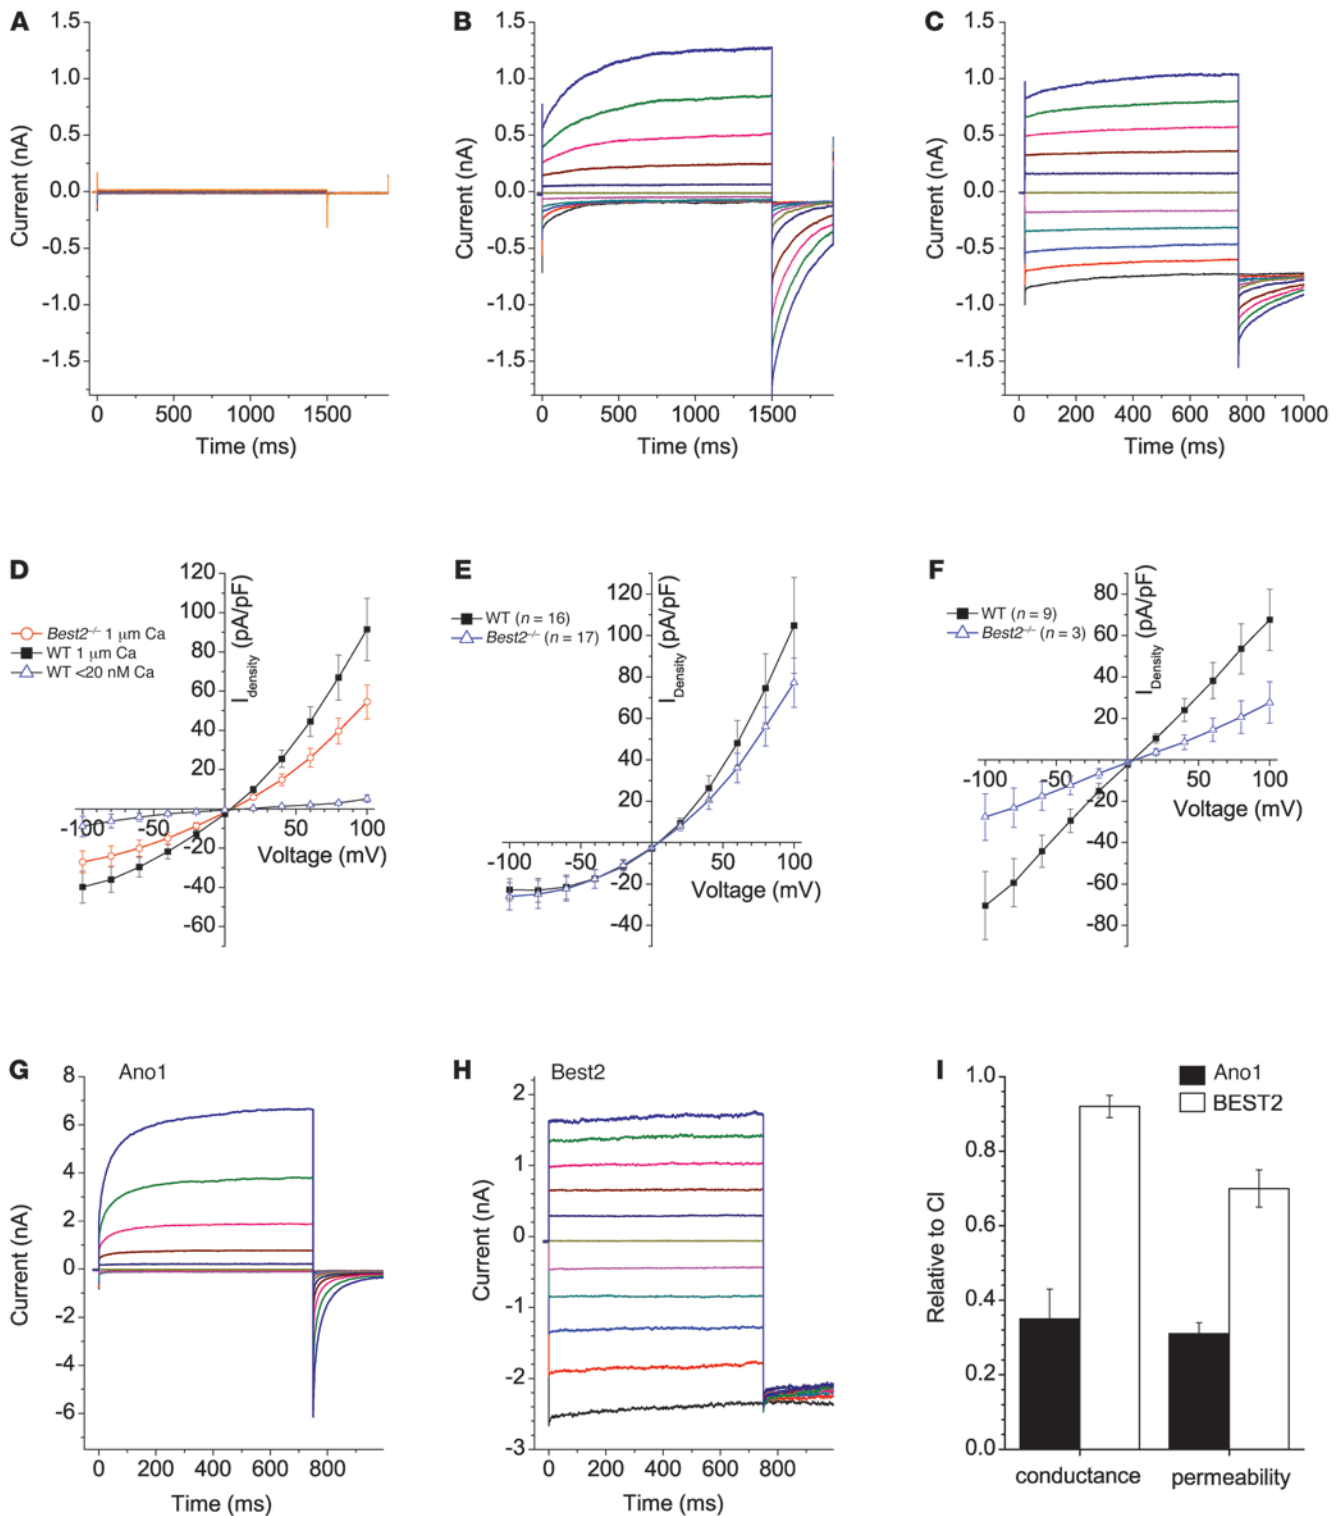 A
B
C
1.5
1.0
0.5
0.0
-0.5
-1.0
-1.5
Current (nA)
0
500
1000
1500
Time (ms)
1.5
1.0
0.5
0.0
-0.5
-1.0
-1.5
Current (nA)
0
500
1000
1500
Time (ms)
1.5
1.0
0.5
0.0
-0.5
-1.0
-1.5
Current (nA)
0
200
400
600
800
1000
Time (ms)
D
Best2-/- 1 µm Ca
WT 1 µm Ca
WT <20 nM Ca
120
100
80
60
40
20
-20
-40
-60
Idensity (pA/pF)
-100
-50
50
100
Voltage (mV)
E
WT (n = 16)
Best2-/- (n = 17)
120
100
80
60
40
20
-20
-40
IDensity (pA/pF)
-100
-50
50
100
Voltage (mV)
F
WT (n = 9)
Best2-/- (n = 3)
80
60
40
20
-20
-40
-60
-80
IDensity (pA/pF)
-100
-50
50
100
Voltage (mV)
G
Ano1
8
6
4
2
0
-2
-4
-6
Current (nA)
0
200
400
600
800
Time (ms)
H
Best2
2
1
0
-1
-2
-3
Current (nA)
0
200
400
600
800
Time (ms)
I
Ano1
BEST2
1.0
0.8
0.6
0.4
0.2
0.0
Relative to Cl
conductance
permeability